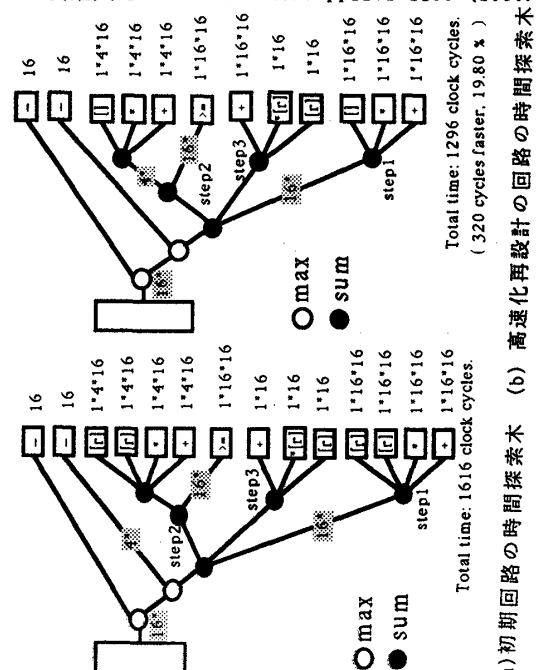 – 16
– 16
[r] 1*4*16
[r] 1*4*16
* 1*4*16
+ 1*4*16
>= 1*16*16
+ 1*16
*[r] 1*16
[r] 1*16
[r] 1*16*16
[r] 1*16*16
* 1*16*16
+ 1*16*16
16*
4*
step2
16*
step3
16*
step1
max
sum
Total time: 1616 clock cycles.
)初期回路の時間探索木
– 16
– 16
[] 1*4*16
* 1*4*16
+ 1*4*16
>= 1*16*16
+ 1*16
*[r] 1*16
[r] 1*16
[] 1*16*16
* 1*16*16
+ 1*16*16
16*
4*
16*
step2
step3
16*
step1
max
sum
Total time: 1296 clock cycles.
( 320 cycles faster, 19.80 % )
(b) 高速化再設計の回路の時間探索木